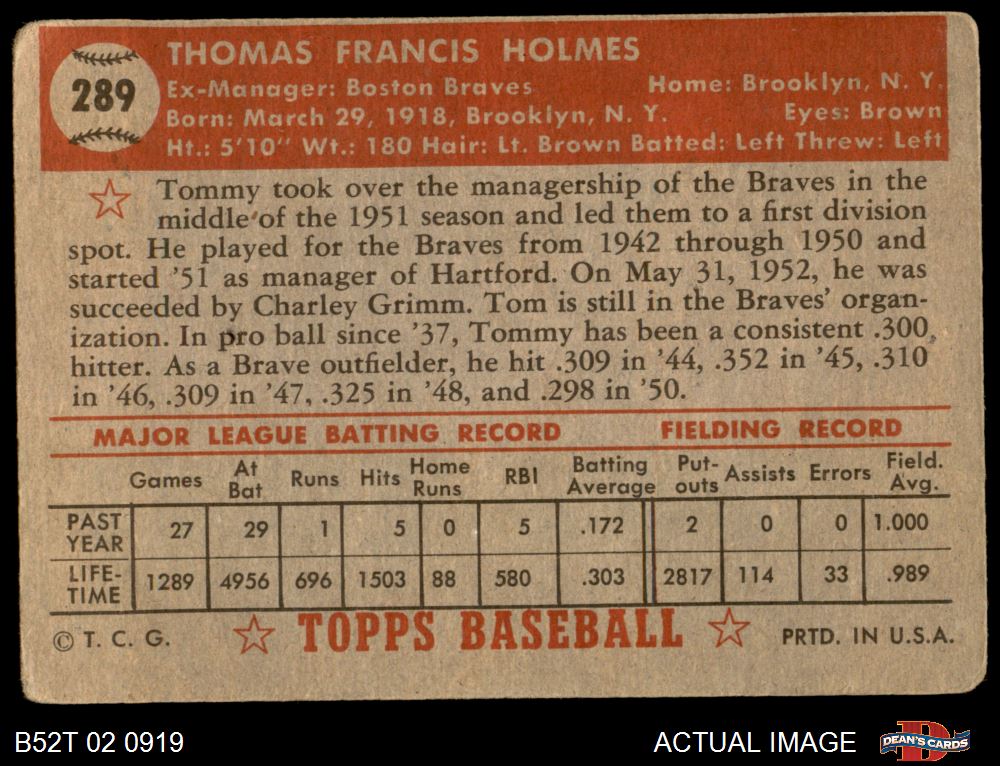 289
THOMAS FRANCIS HOLMES
Ex-Manager: Boston Braves Home: Brooklyn, N. Y.
Born: March 29, 1918, Brooklyn, N. Y. Eyes: Brown
Ht.: 5'10" Wt.: 180 Hair: Lt. Brown Batted: Left Threw: Left
Tommy took over the managership of the Braves in the
middle of the 1951 season and led them to a first division
spot. He played for the Braves from 1942 through 1950 and
started '51 as manager of Hartford. On May 31, 1952, he was
succeeded by Charley Grimm. Tom is still in the Braves' organ-
ization. In pro ball since '37, Tommy has been a consistent .300
hitter. As a Brave outfielder, he hit .309 in '44, .352 in '45, .310
in '46, .309 in '47, .325 in '48, and .298 in '50.
MAJOR LEAGUE BATTING RECORD FIELDING RECORD
Games At Bat Runs Hits Home Runs RBI Batting Average Put-outs Assists Errors Field. Avg.
PAST YEAR 27 29 1 5 0 5 .172 2 0 0 1.000
LIFE-TIME 1289 4956 696 1503 88 580 .303 2817 114 33 .989
© T. C. G. TOPPS BASEBALL PRTD. IN U.S.A.
B52T 02 0919 ACTUAL IMAGE D DEAN'S CARDS